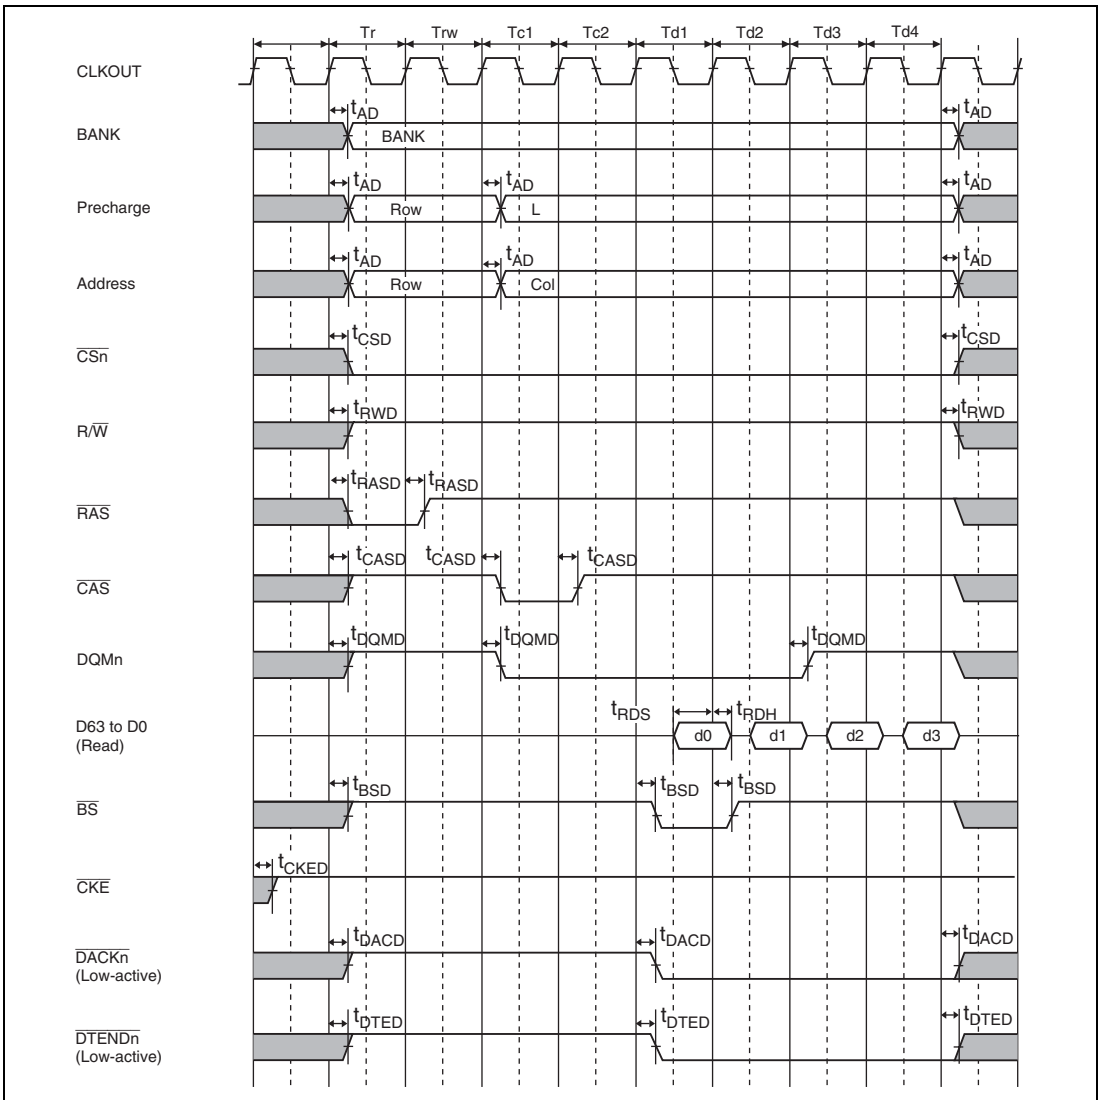 Tr Trw Tc1 Tc2 Td1 Td2 Td3 Td4
CLKOUT
tAD tAD
BANK BANK
tAD tAD tAD
Precharge Row L
tAD tAD tAD
Address Row Col
tCSD tCSD
CSn
tRWD tRWD
R/W
tRASD tRASD
RAS
tCASD tCASD tCASD
CAS
tDQMD tDQMD tDQMD
DQMn
tRDS tRDH
D63 to D0
(Read)
d0 d1 d2 d3
tBSD tBSD tBSD
BS
tCKED
CKE
tDACD tDACD tDACD
DACKn
(Low-active)
tDTED tDTED tDTED
DTENDn
(Low-active)